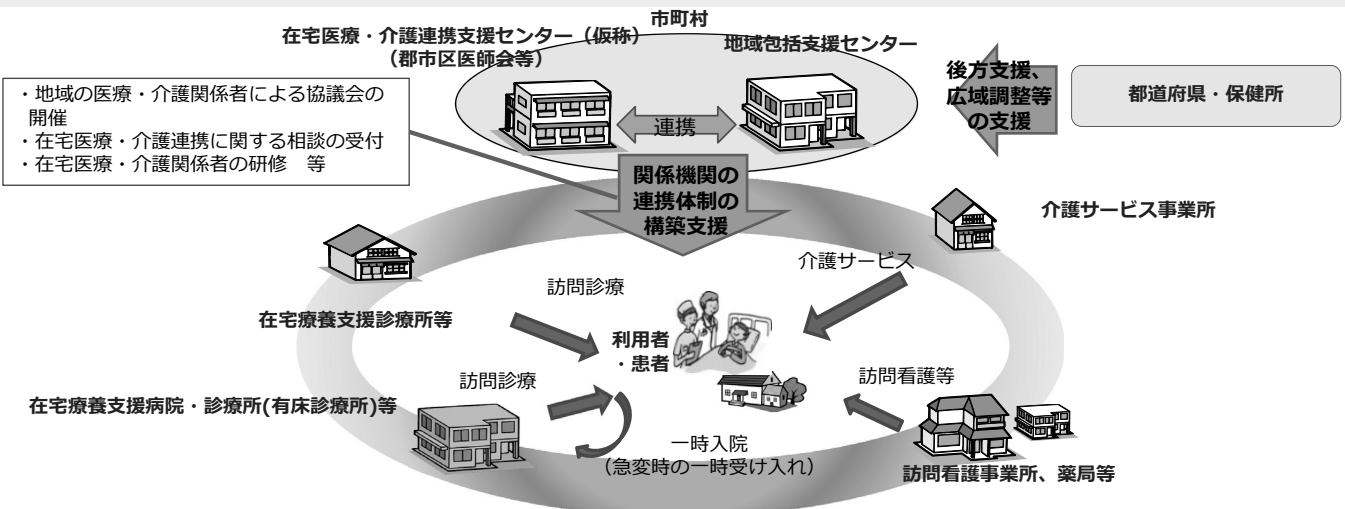 市町村
在宅医療・介護連携支援センター（仮称）
（郡市区医師会等）
地域包括支援センター
連携
後方支援、
広域調整等
の支援
都道府県・保健所
・地域の医療・介護関係者による協議会の
開催
・在宅医療・介護連携に関する相談の受付
・在宅医療・介護関係者の研修　等
関係機関の
連携体制の
構築支援
介護サービス事業所
介護サービス
訪問診療
在宅療養支援診療所等
利用者
・患者
訪問診療
訪問看護等
在宅療養支援病院・診療所(有床診療所)等
一時入院
（急変時の一時受け入れ）
訪問看護事業所、薬局等